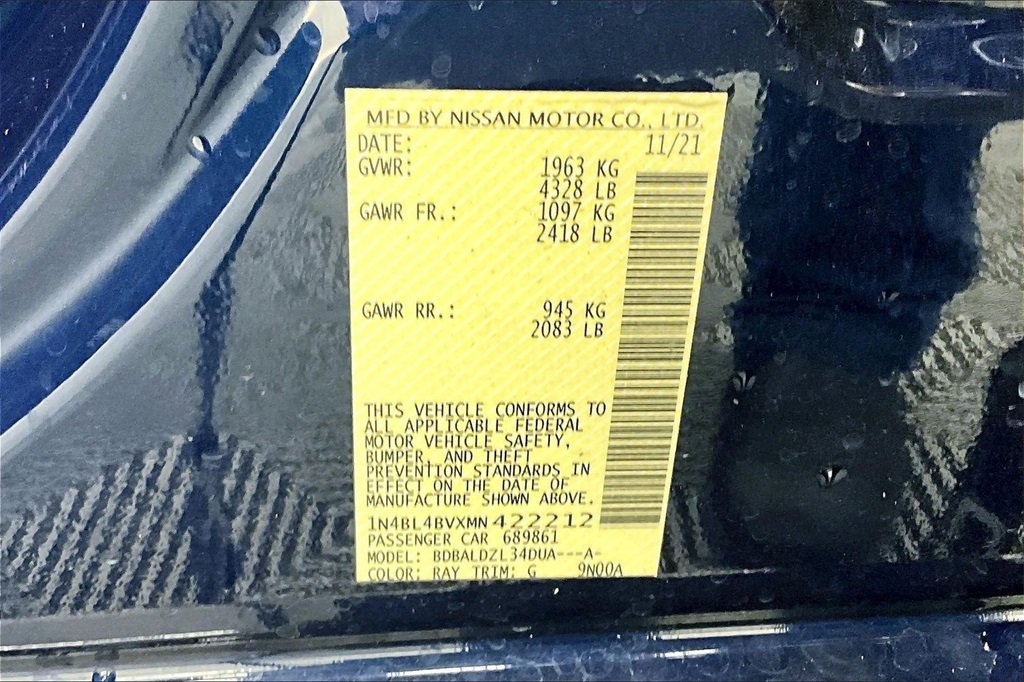 MFD BY NISSAN MOTOR CO., LTD.
DATE: 11/21
GVWR: 1963 KG
4328 LB
GAWR FR.: 1097 KG
2418 LB
GAWR RR.: 945 KG
2083 LB
THIS VEHICLE CONFORMS TO
ALL APPLICABLE FEDERAL
MOTOR VEHICLE SAFETY,
BUMPER, AND THEFT
PREVENTION STANDARDS IN
EFFECT ON THE DATE OF
MANUFACTURE SHOWN ABOVE.
1N4BL4BVXMN422212
PASSENGER CAR 689861
MODEL: BDBALDZL34DUA---A-
COLOR: RAY TRIM: G 9N00A